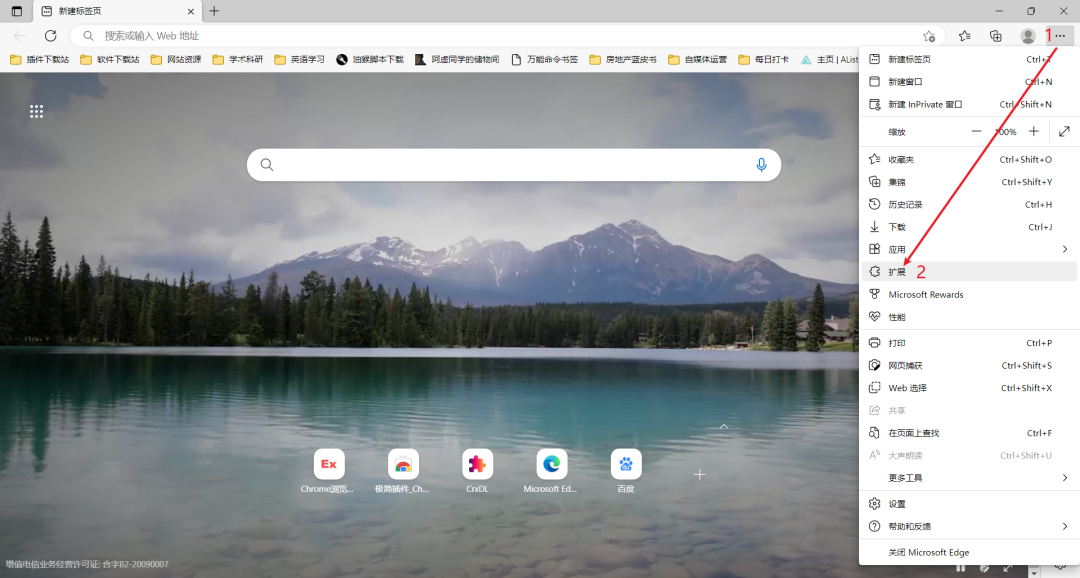 新建标签页
搜索或输入 Web 地址
1
插件下载站 软件下载站 网站资源 学术科研 英语学习 油猴脚本下载 阿虚同学的储物间 万能命令书签 房地产蓝皮书 自媒体运营 每日打卡 主页 | AList
新建标签页 Ctrl+T
新建窗口 Ctrl+N
新建 InPrivate 窗口 Ctrl+Shift+N
缩放 100%
收藏夹 Ctrl+Shift+O
集锦 Ctrl+Shift+Y
历史记录 Ctrl+H
下载 Ctrl+J
应用
扩展 2
Microsoft Rewards
性能
打印 Ctrl+P
网页捕获 Ctrl+Shift+S
Web 选择 Ctrl+Shift+X
共享
在页面上查找 Ctrl+F
大声朗读 Ctrl+Shift+U
更多工具
设置
帮助和反馈
关闭 Microsoft Edge
Ex
Chrome浏览... 极简插件_Ch... CrxDL Microsoft Ed... 百度
增值电信业务经营许可证: 合字B2-20090007